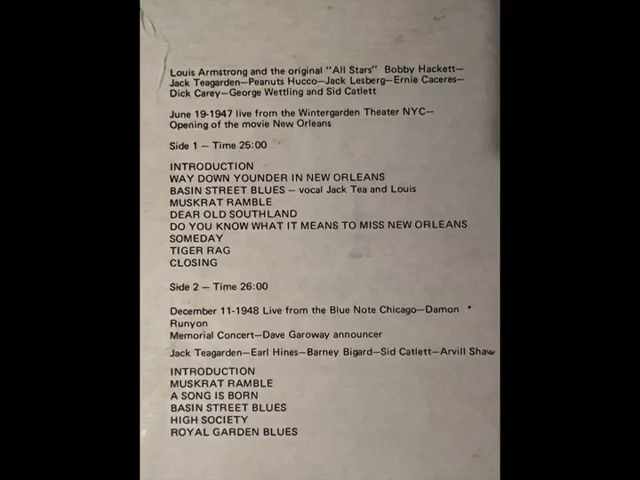 Louis Armstrong and the original "All Stars" Bobby Hackett—
Jack Teagarden—Peanuts Hucco—Jack Lesberg—Ernie Caceres—
Dick Carey—George Wettling and Sid Catlett
June 19-1947 live from the Wintergarden Theater NYC—
Opening of the movie New Orleans
Side 1 — Time 25:00
INTRODUCTION
WAY DOWN YOUNDER IN NEW ORLEANS
BASIN STREET BLUES — vocal Jack Tea and Louis
MUSKRAT RAMBLE
DEAR OLD SOUTHLAND
DO YOU KNOW WHAT IT MEANS TO MISS NEW ORLEANS
SOMEDAY
TIGER RAG
CLOSING
Side 2 — Time 26:00
December 11-1948 Live from the Blue Note Chicago—Damon
Runyon
Memorial Concert—Dave Garoway announcer
Jack Teagarden—Earl Hines—Barney Bigard—Sid Catlett—Arvill Shaw
INTRODUCTION
MUSKRAT RAMBLE
A SONG IS BORN
BASIN STREET BLUES
HIGH SOCIETY
ROYAL GARDEN BLUES